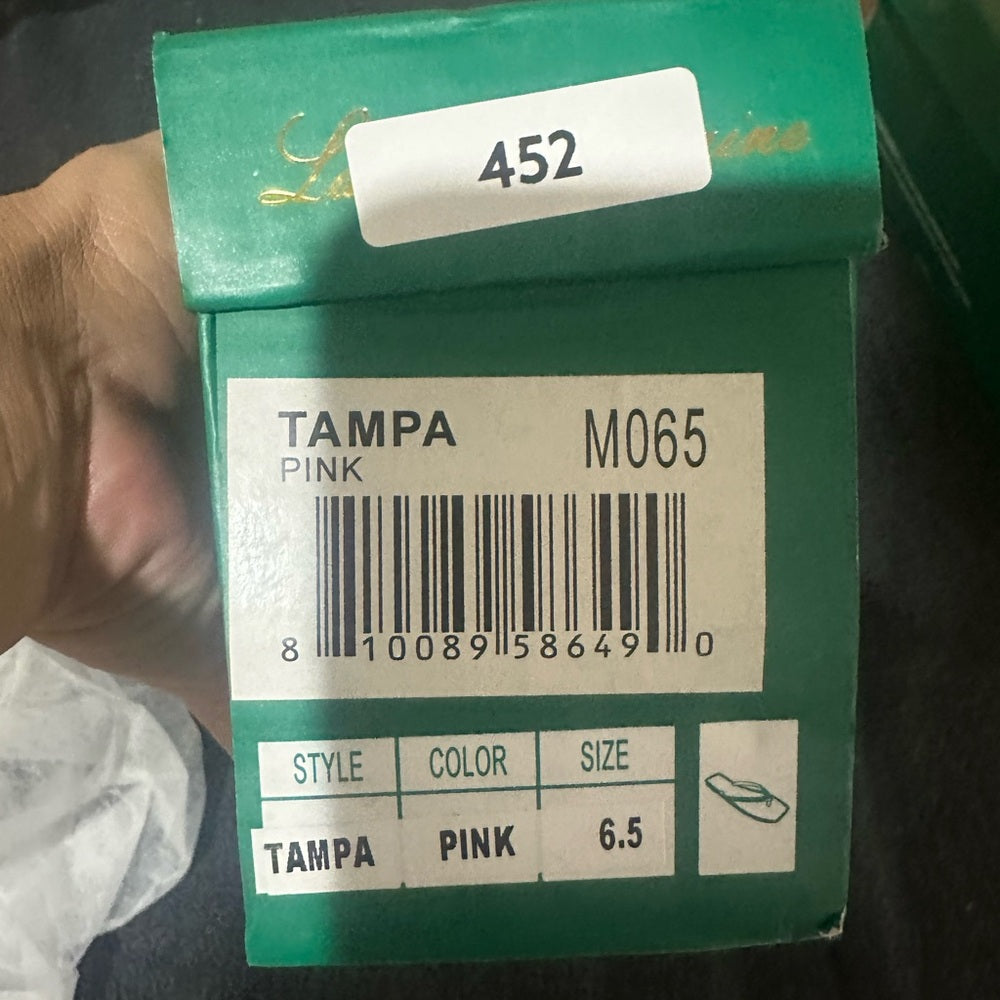 452
TAMPA
M065
PINK
8 10089 58649 0
STYLE COLOR SIZE
TAMPA PINK 6.5